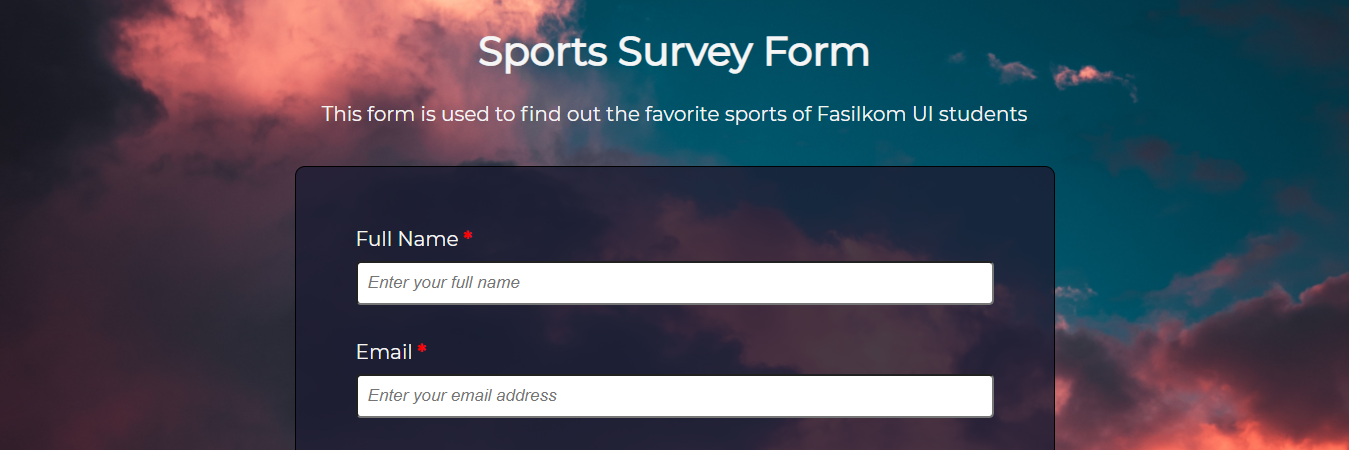 Sports Survey Form
This form is used to find out the favorite sports of Fasilkom UI students
Full Name *
Enter your full name
Email *
Enter your email address